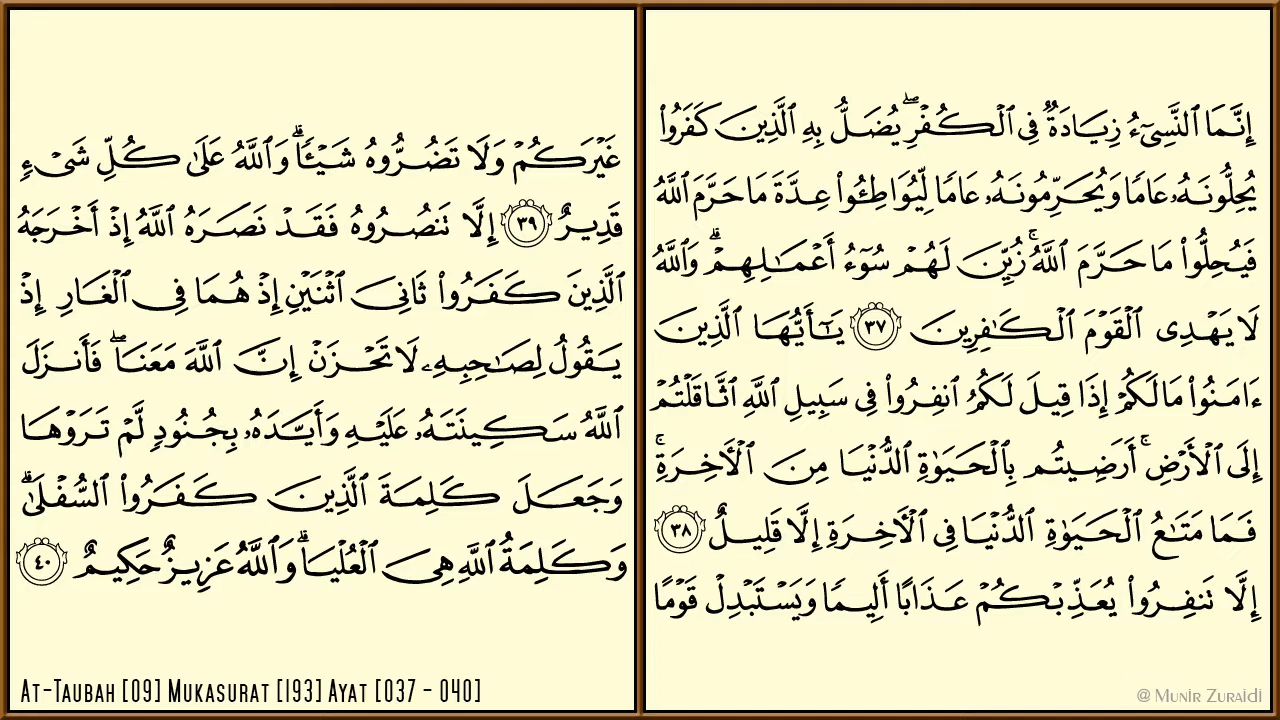 إِنَّمَا ٱلنَّسِىٓءُ زِيَادَةٌ فِى ٱلْكُفْرِ ۖ يُضَلُّ بِهِ ٱلَّذِينَ كَفَرُوا۟
يُحِلُّونَهُۥ عَامًا وَيُحَرِّمُونَهُۥ عَامًا لِّيُوَاطِـُٔوا۟ عِدَّةَ مَا حَرَّمَ ٱللَّهُ
فَيُحِلُّوا۟ مَا حَرَّمَ ٱللَّهُ ۚ زُيِّنَ لَهُمْ سُوٓءُ أَعْمَـٰلِهِمْ ۗ وَٱللَّهُ
لَا يَهْدِى ٱلْقَوْمَ ٱلْكَـٰفِرِينَ ٣٧ يَـٰٓأَيُّهَا ٱلَّذِينَ
ءَامَنُوا۟ مَا لَكُمْ إِذَا قِيلَ لَكُمُ ٱنفِرُوا۟ فِى سَبِيلِ ٱللَّهِ ٱثَّاقَلْتُمْ
إِلَى ٱلْأَرْضِ ۚ أَرَضِيتُم بِٱلْحَيَوٰةِ ٱلدُّنْيَا مِنَ ٱلْـَٔاخِرَةِ ۚ
فَمَا مَتَـٰعُ ٱلْحَيَوٰةِ ٱلدُّنْيَا فِى ٱلْـَٔاخِرَةِ إِلَّا قَلِيلٌ ٣٨
إِلَّا تَنفِرُوا۟ يُعَذِّبْكُمْ عَذَابًا أَلِيمًا وَيَسْتَبْدِلْ قَوْمًا
غَيْرَكُمْ وَلَا تَضُرُّوهُ شَيْـًٔا ۗ وَٱللَّهُ عَلَىٰ كُلِّ شَىْءٍ
قَدِيرٌ ٣٩ إِلَّا تَنصُرُوهُ فَقَدْ نَصَرَهُ ٱللَّهُ إِذْ أَخْرَجَهُ
ٱلَّذِينَ كَفَرُوا۟ ثَانِىَ ٱثْنَيْنِ إِذْ هُمَا فِى ٱلْغَارِ إِذْ
يَقُولُ لِصَـٰحِبِهِۦ لَا تَحْزَنْ إِنَّ ٱللَّهَ مَعَنَا ۖ فَأَنزَلَ
ٱللَّهُ سَكِينَتَهُۥ عَلَيْهِ وَأَيَّدَهُۥ بِجُنُودٍ لَّمْ تَرَوْهَا
وَجَعَلَ كَلِمَةَ ٱلَّذِينَ كَفَرُوا۟ ٱلسُّفْلَىٰ ۗ
وَكَلِمَةُ ٱللَّهِ هِىَ ٱلْعُلْيَا ۗ وَٱللَّهُ عَزِيزٌ حَكِيمٌ ٤٠
At-Taubah [09] Mukasurat [193] Ayat [037 - 040]
@ Munir Zuraidi